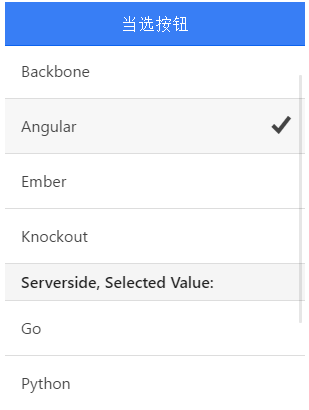 当选按钮
Backbone
Angular
Ember
Knockout
Serverside, Selected Value:
Go
Python